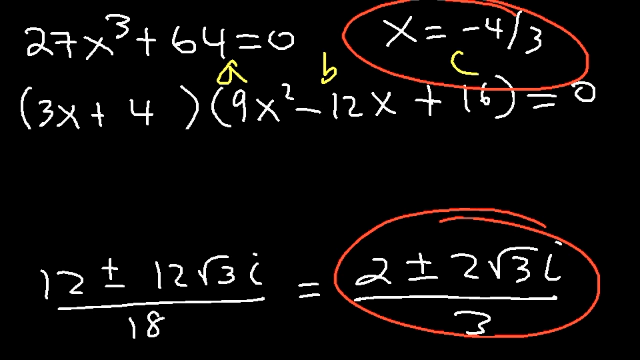 27x³ + 64 = 0    x = -4/3
a b c
(3x + 4 )(9x² - 12x + 16) = 0
12 ± 12√3 i / 18 = 2 ± 2√3 i / 3